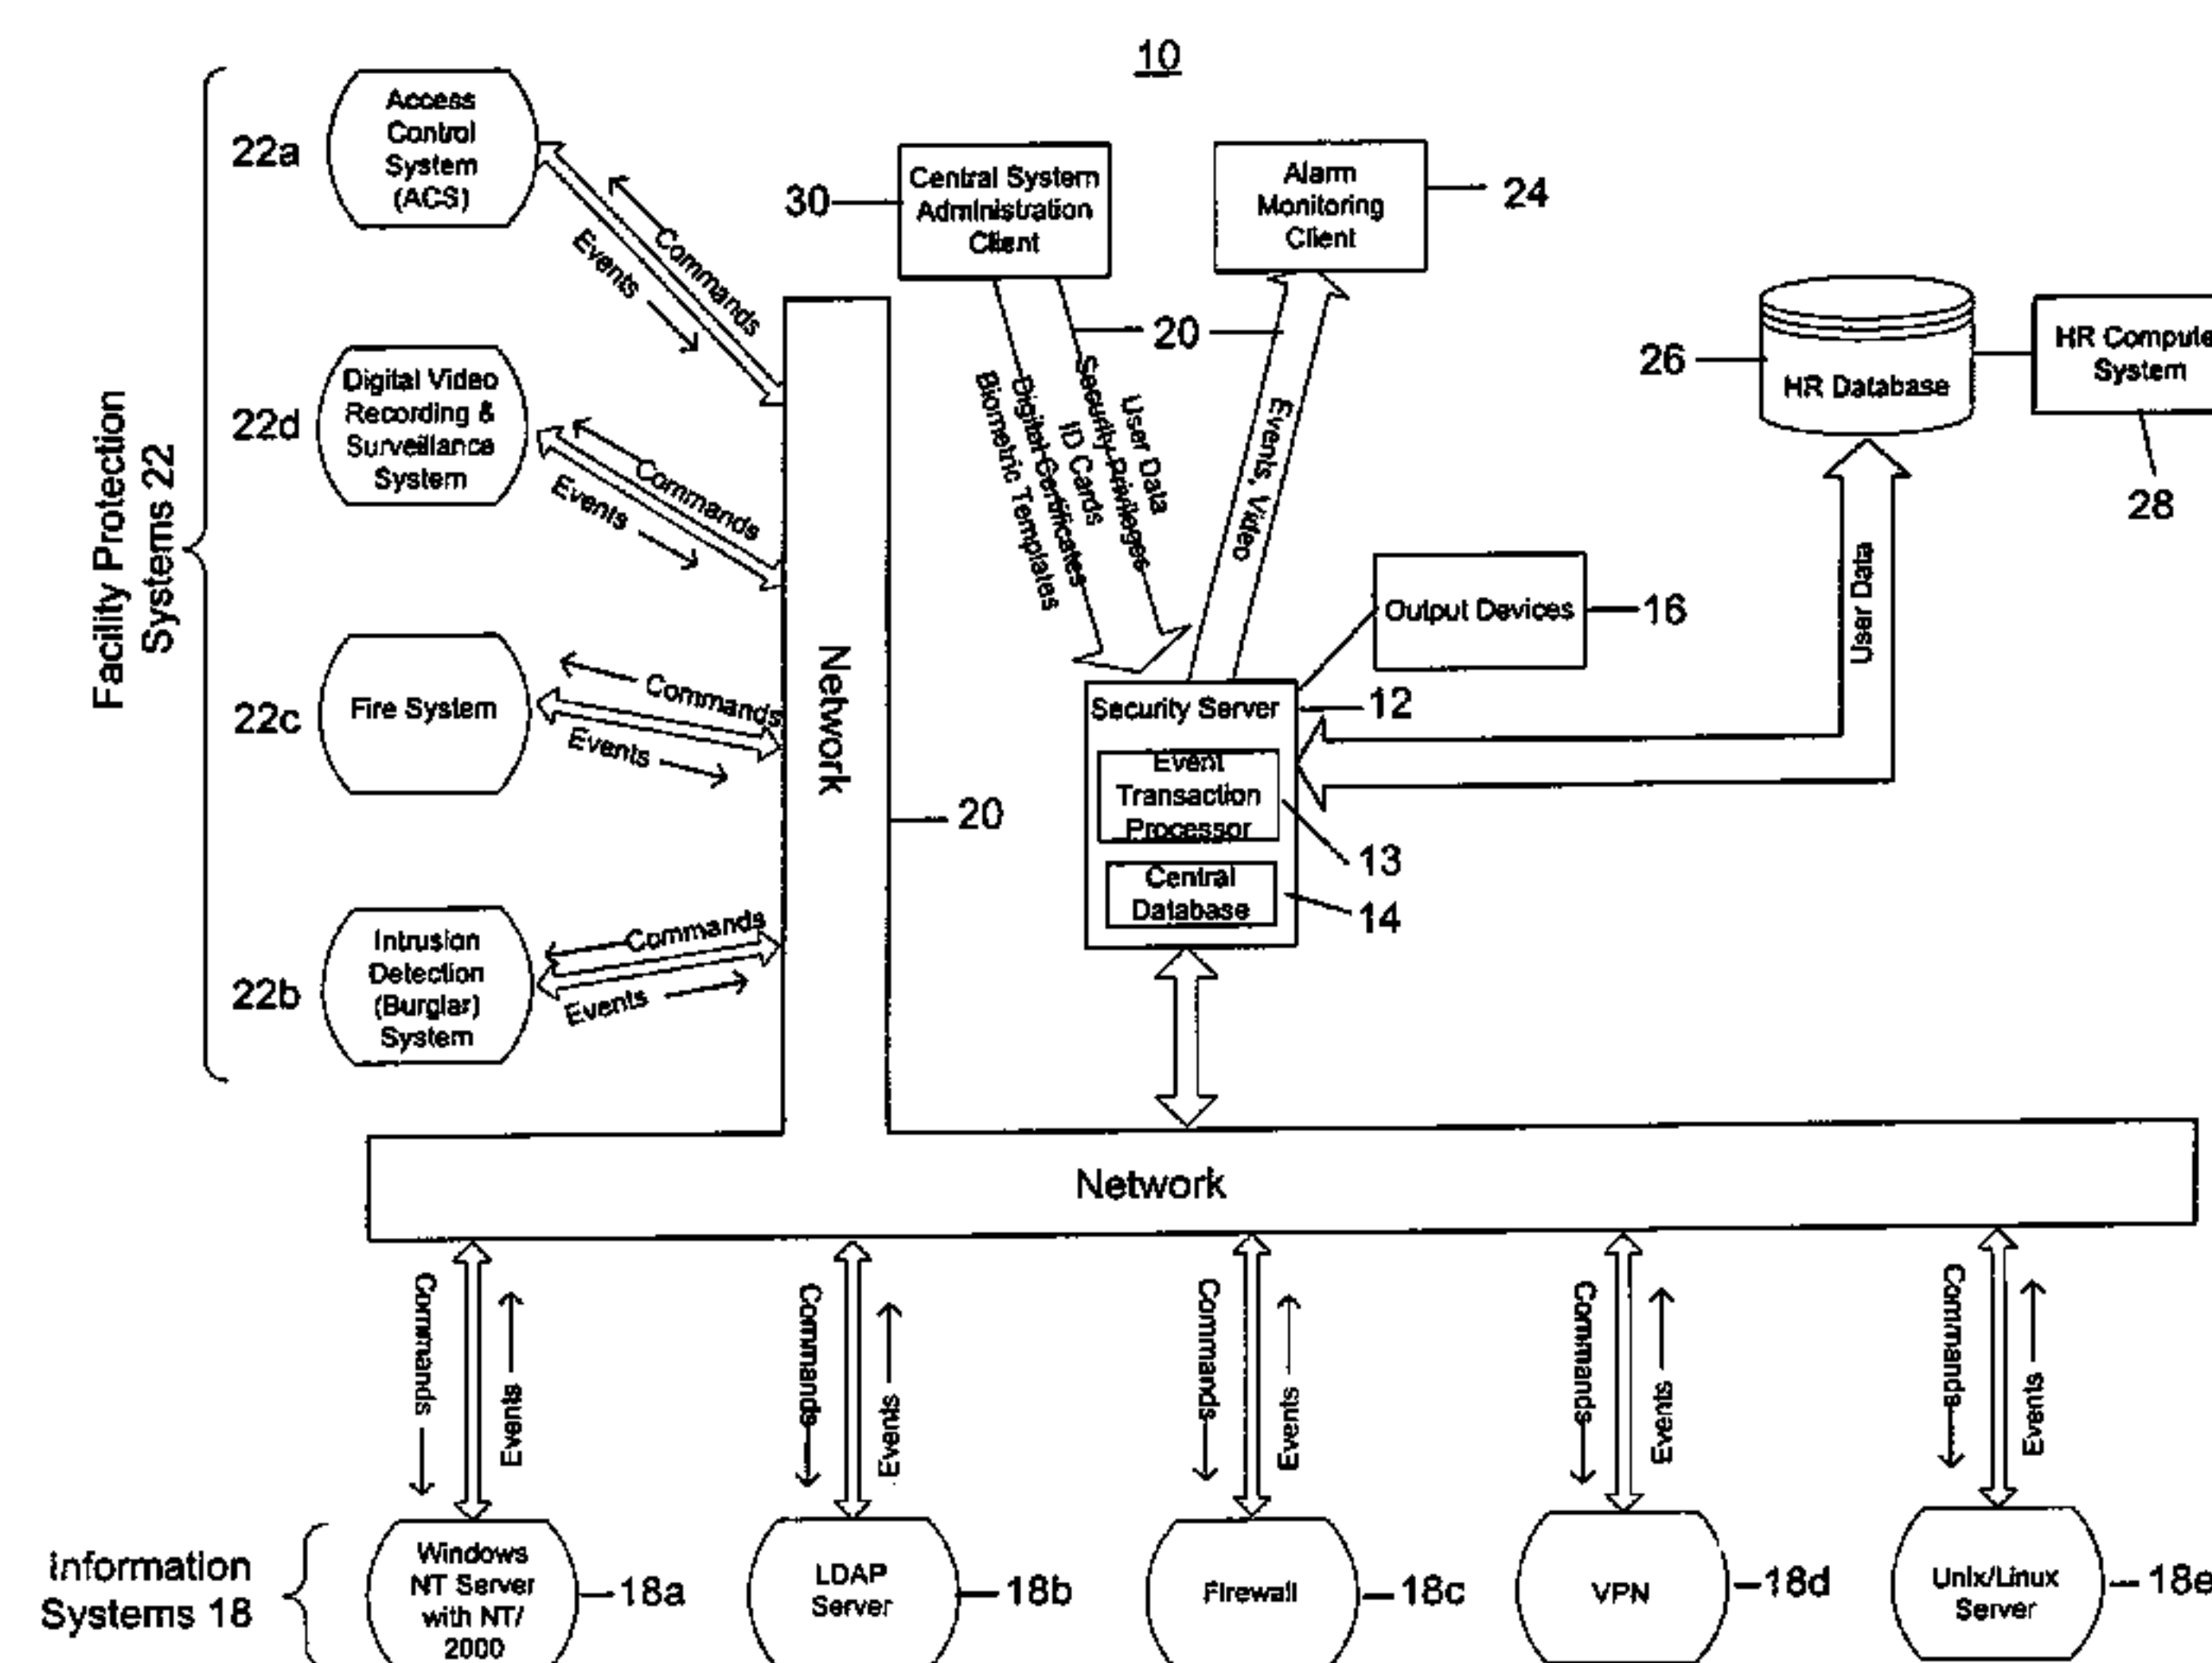 10
Facility Protection
Systems 22
22a
Access
Control
System
(ACS)
Commands
Events
22d
Digital Video
Recording &
Surveillance
System
Commands
Events
22c
Fire System
Commands
Events
22b
Intrusion
Detection
(Burglar)
System
Commands
Events
Network
20
30
Central System
Administration
Client
Alarm
Monitoring
Client
24
20
User Data
Security Privileges
ID Cards
Digital Certificates
Biometric Templates
Events, Video
Output Devices
16
Security Server
12
Event
Transaction
Processor
13
Central
Database
14
26
HR Database
HR Compute
System
28
User Data
Network
Commands
Events
Commands
Events
Commands
Events
Commands
Events
Commands
Events
Information
Systems 18
Windows
NT Server
with NT/
2000
18a
LDAP
Server
18b
Firewall
18c
VPN
18d
Unix/Linux
Server
18e